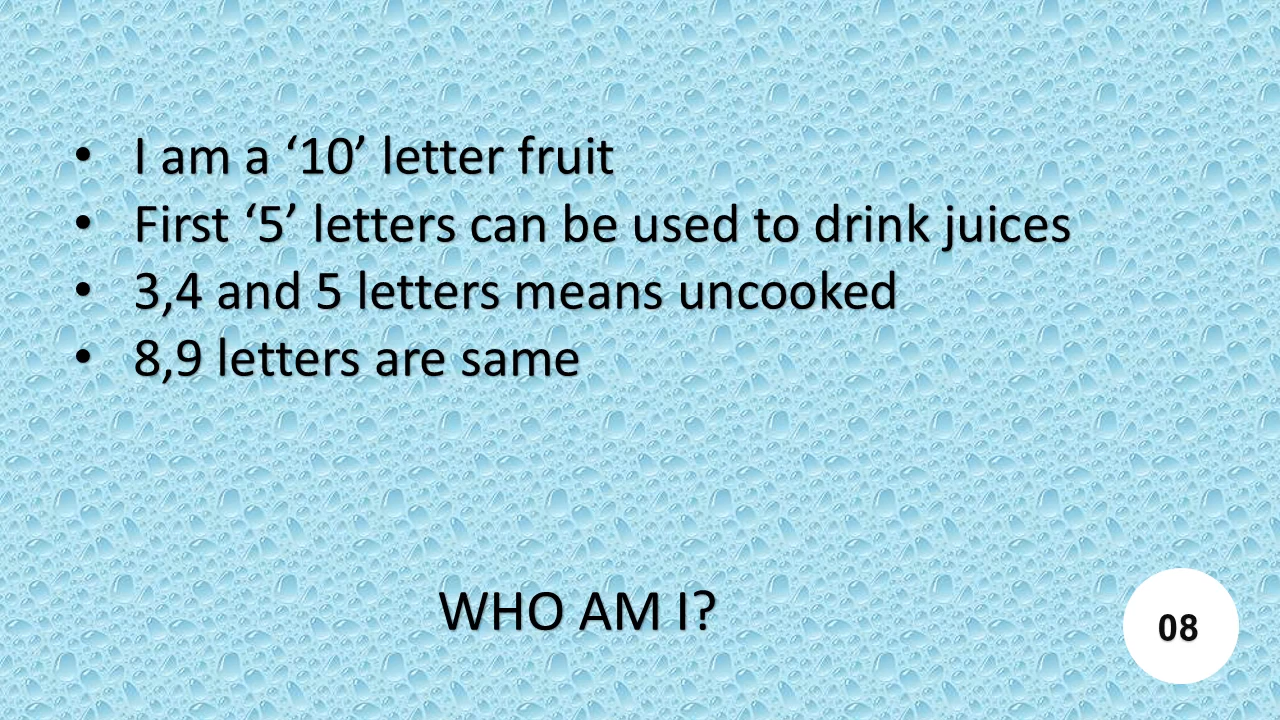 • I am a ‘10’ letter fruit
• First ‘5’ letters can be used to drink juices
• 3,4 and 5 letters means uncooked
• 8,9 letters are same
WHO AM I?
08